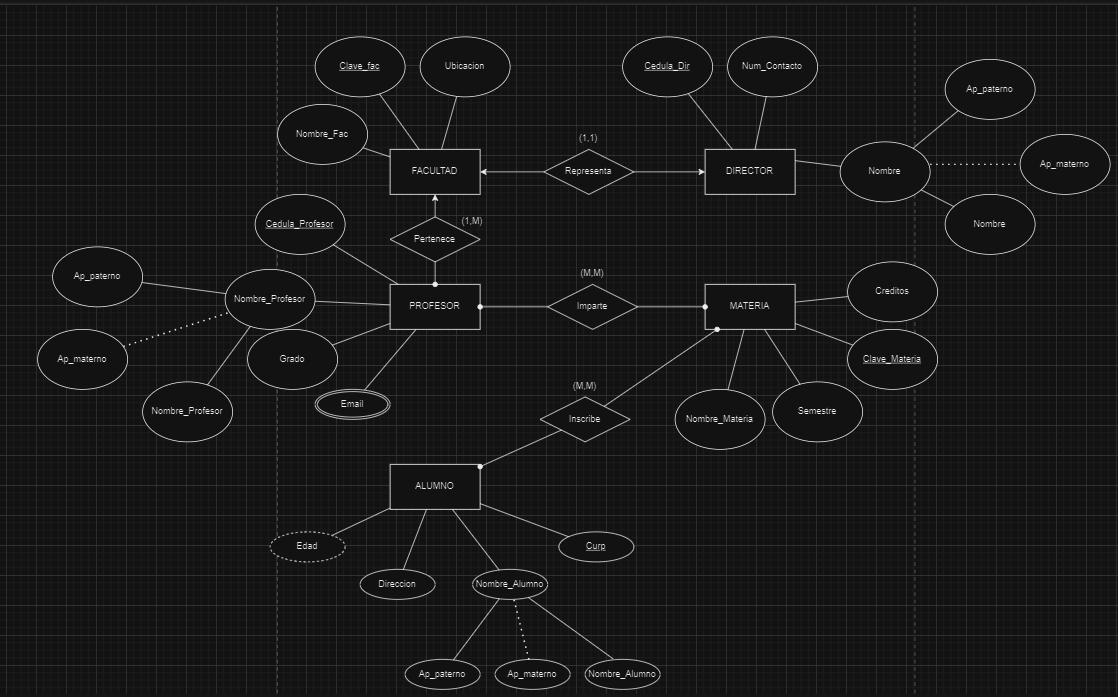 Clave_fac
Ubicacion
Cedula_Dir
Num_Contacto
Ap_paterno
Nombre_Fac
(1,1)
FACULTAD
Representa
DIRECTOR
Nombre
Ap_materno
Cedula_Profesor
(1,M)
Nombre
Pertenece
Ap_paterno
(M,M)
Nombre_Profesor
Creditos
PROFESOR
Imparte
MATERIA
Ap_materno
Grado
Clave_Materia
(M,M)
Nombre_Profesor
Email
Inscribe
Nombre_Materia
Semestre
ALUMNO
Edad
Curp
Direccion
Nombre_Alumno
Ap_paterno
Ap_materno
Nombre_Alumno